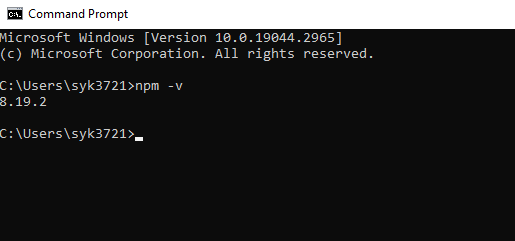 Command Prompt
Microsoft Windows [Version 10.0.19044.2965]
(c) Microsoft Corporation. All rights reserved.
C:\Users\syk3721>npm -v
8.19.2
C:\Users\syk3721>